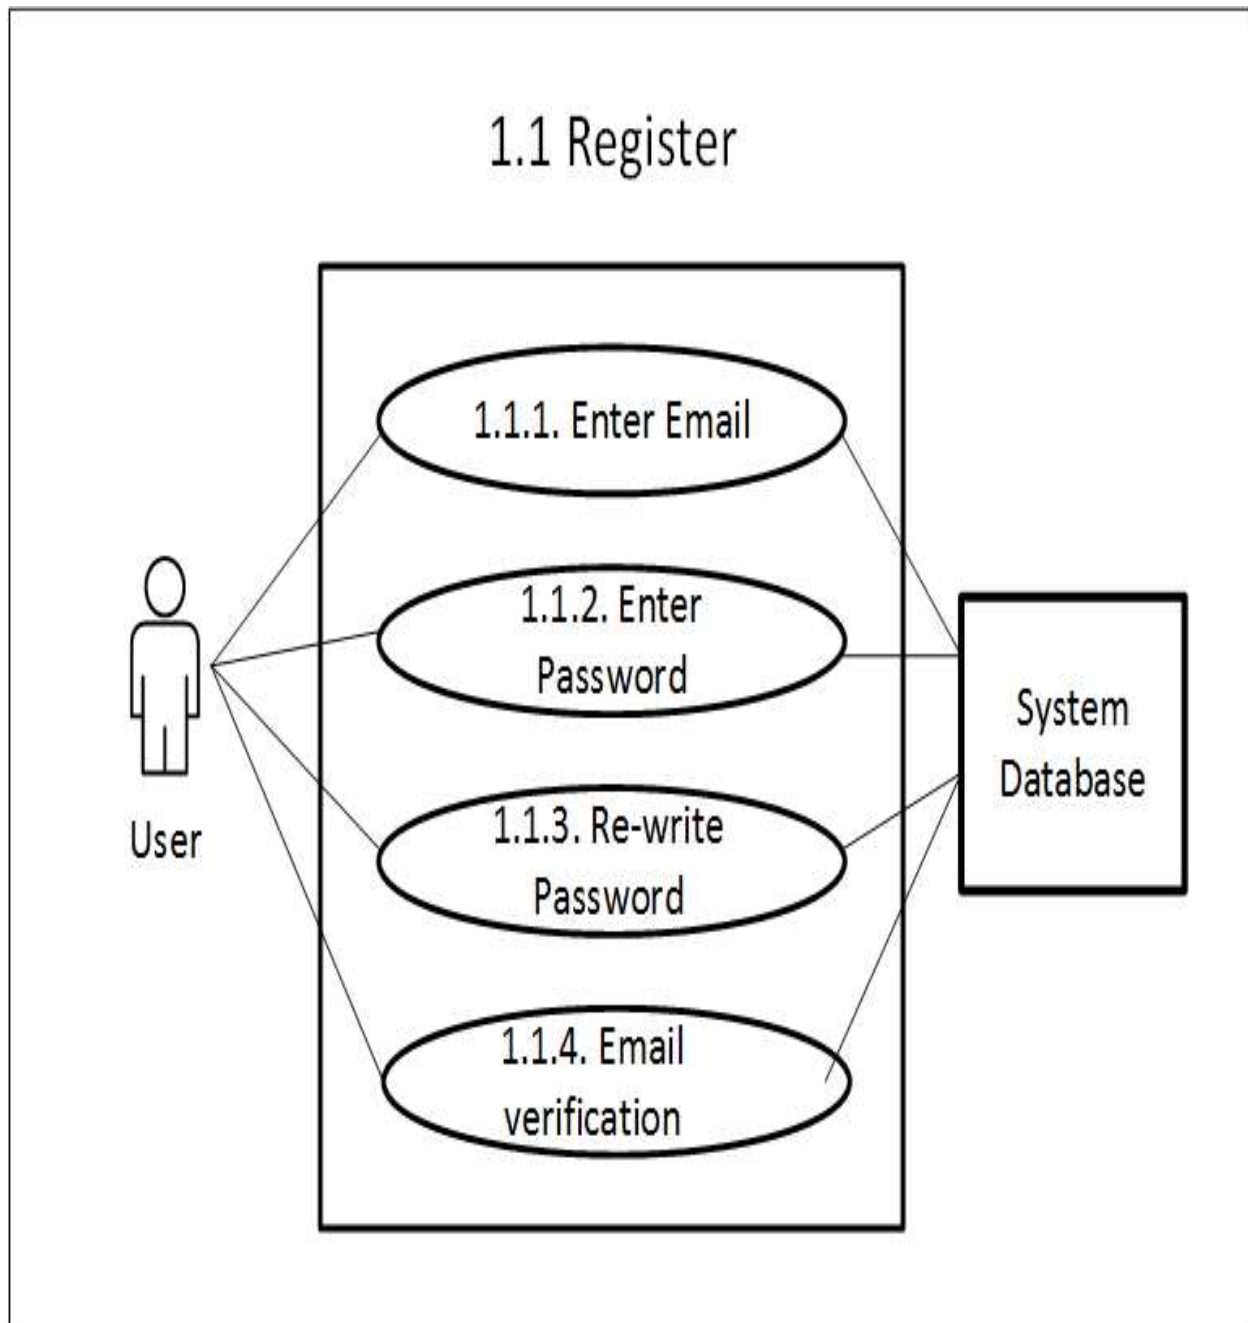 1.1 Register
1.1.1. Enter Email
1.1.2. Enter
Password
1.1.3. Re-write
Password
1.1.4. Email
verification
User
System
Database